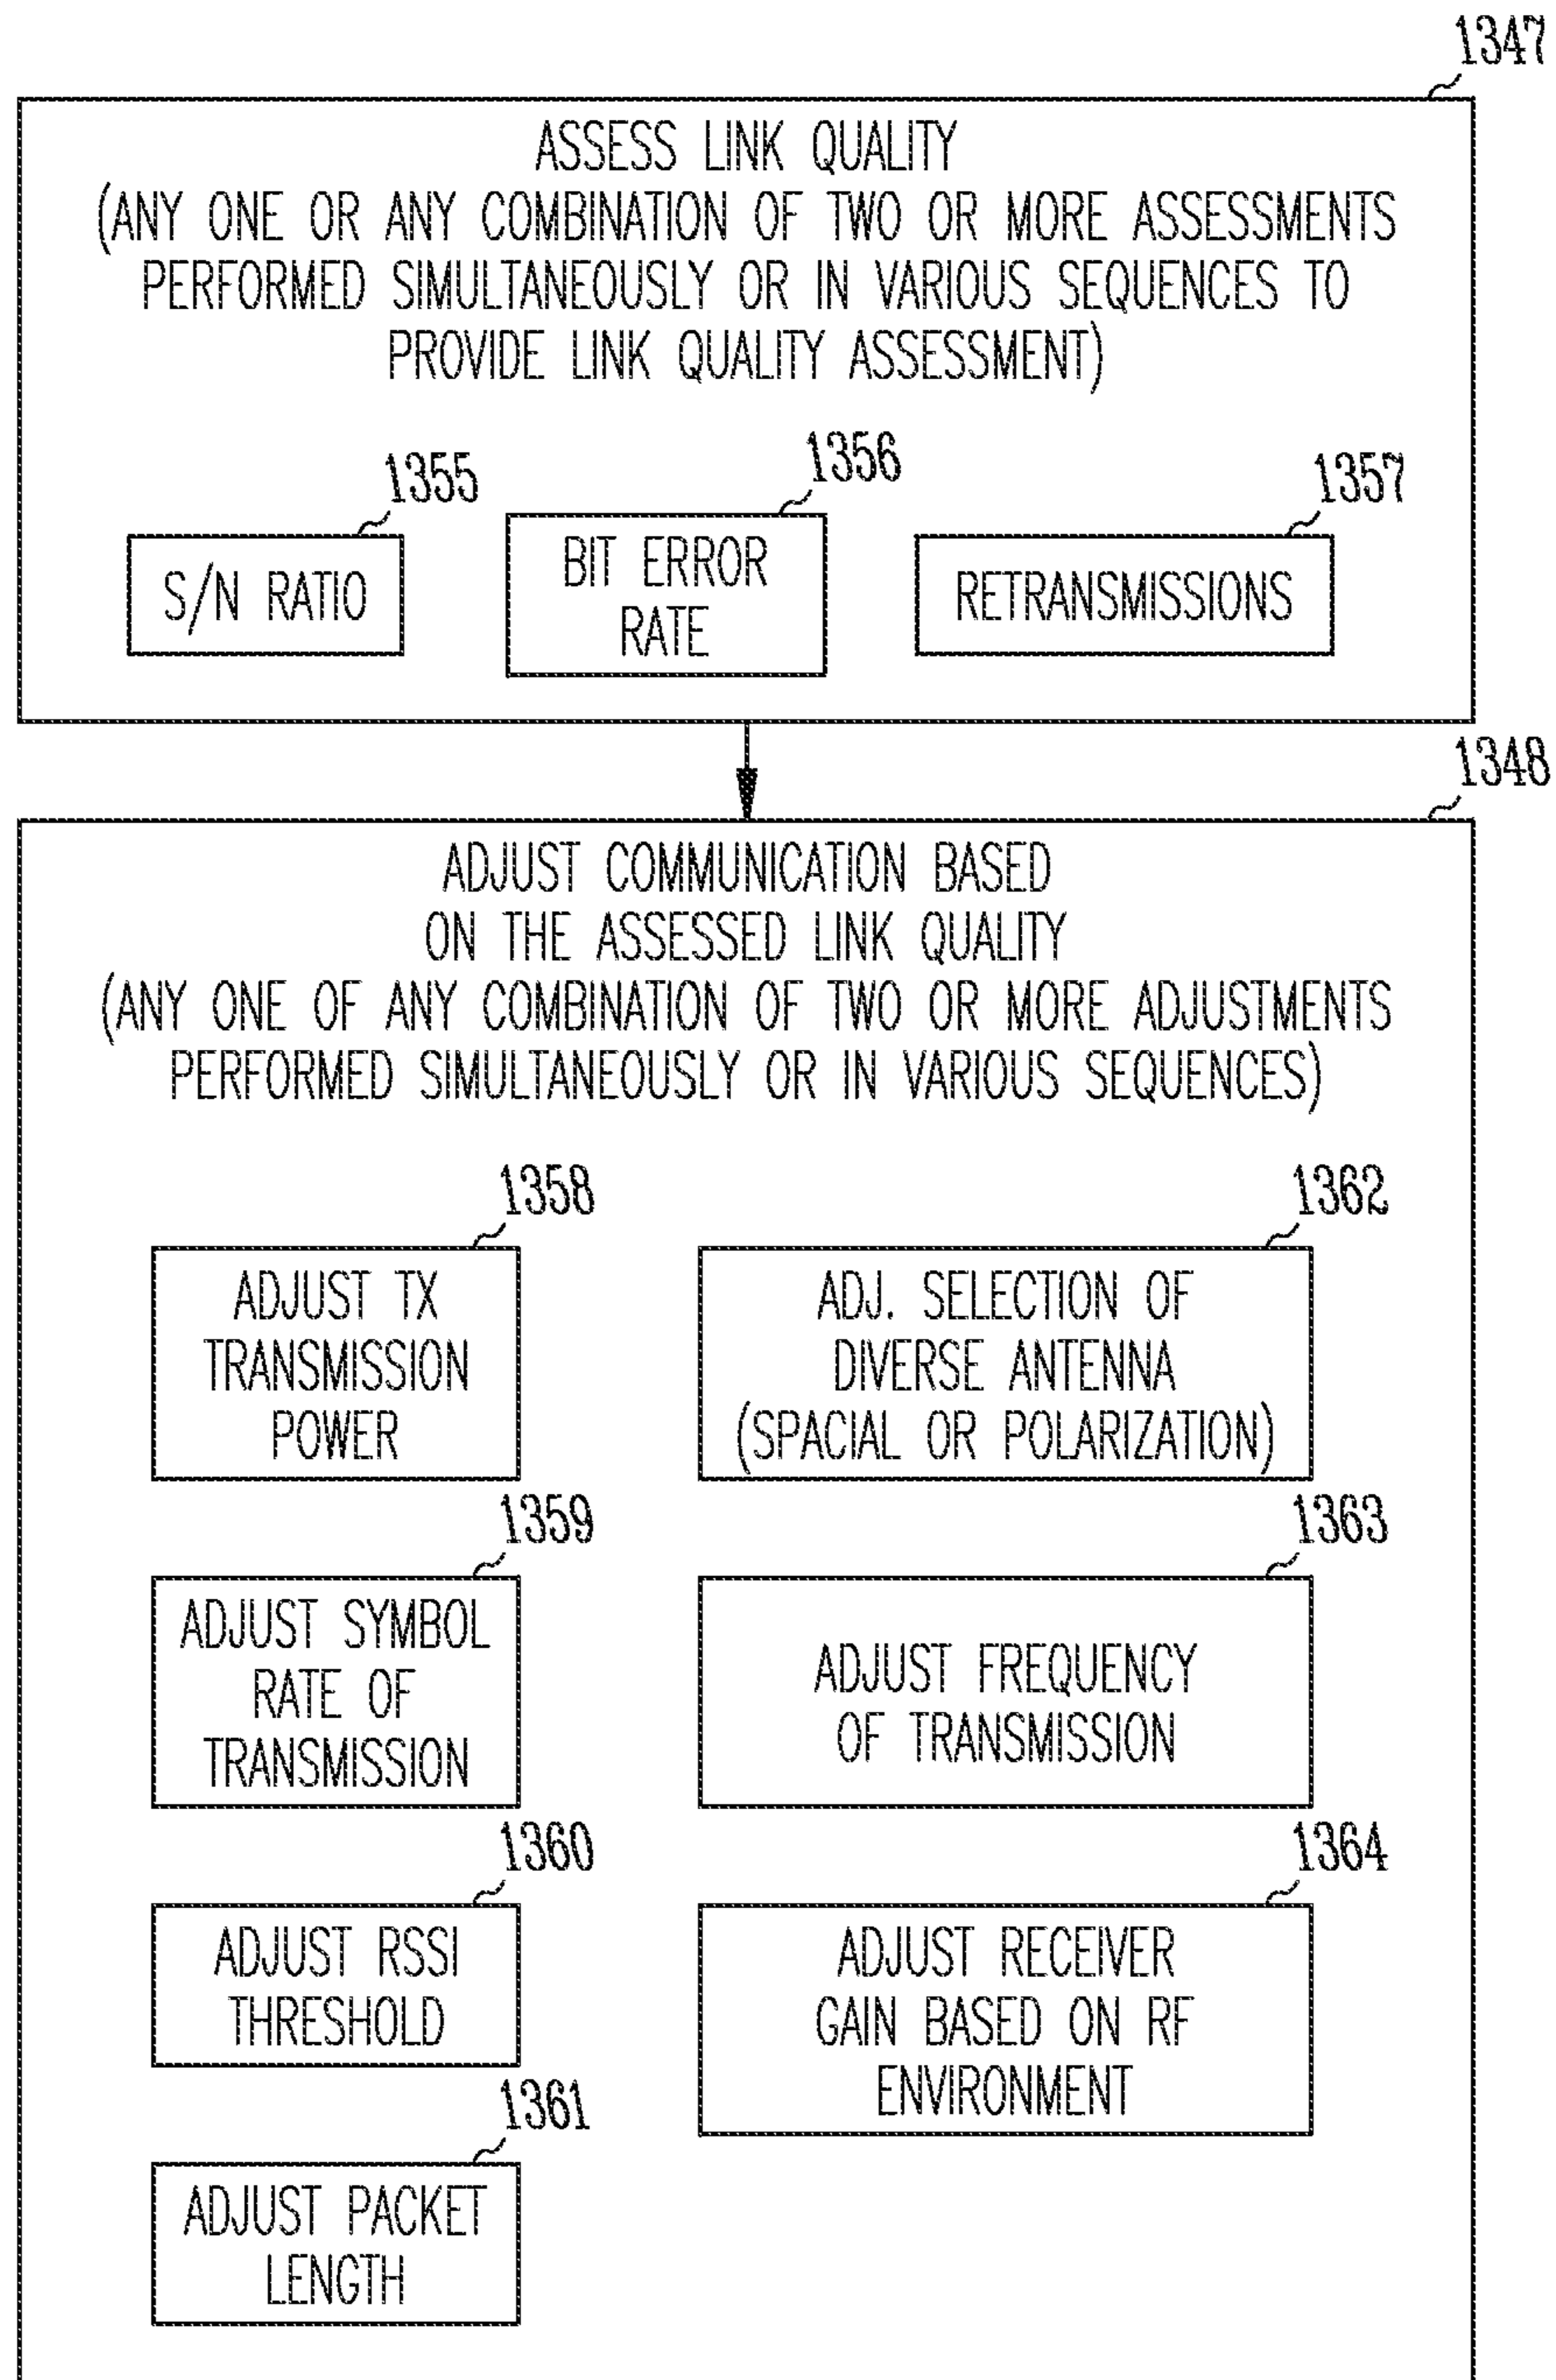 1347
ASSESS LINK QUALITY
(ANY ONE OR ANY COMBINATION OF TWO OR MORE ASSESSMENTS
PERFORMED SIMULTANEOUSLY OR IN VARIOUS SEQUENCES TO
PROVIDE LINK QUALITY ASSESSMENT)
1355
S/N RATIO
1356
BIT ERROR
RATE
1357
RETRANSMISSIONS
1348
ADJUST COMMUNICATION BASED
ON THE ASSESSED LINK QUALITY
(ANY ONE OF ANY COMBINATION OF TWO OR MORE ADJUSTMENTS
PERFORMED SIMULTANEOUSLY OR IN VARIOUS SEQUENCES)
1358
ADJUST TX
TRANSMISSION
POWER
1359
ADJUST SYMBOL
RATE OF
TRANSMISSION
1360
ADJUST RSSI
THRESHOLD
1361
ADJUST PACKET
LENGTH
1362
ADJ. SELECTION OF
DIVERSE ANTENNA
(SPACIAL OR POLARIZATION)
1363
ADJUST FREQUENCY
OF TRANSMISSION
1364
ADJUST RECEIVER
GAIN BASED ON RF
ENVIRONMENT